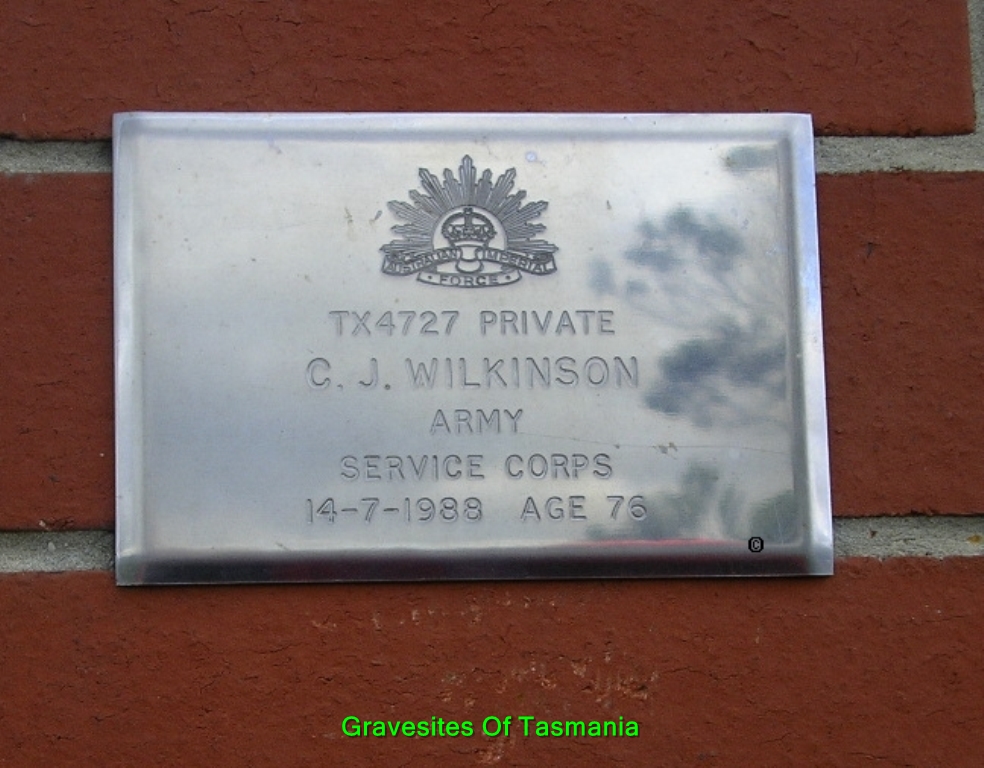 AUSTRALIAN IMPERIAL
FORCE
TX4727 PRIVATE
C. J. WILKINSON
ARMY
SERVICE CORPS
14-7-1988 AGE 76
©
Gravesites Of Tasmania